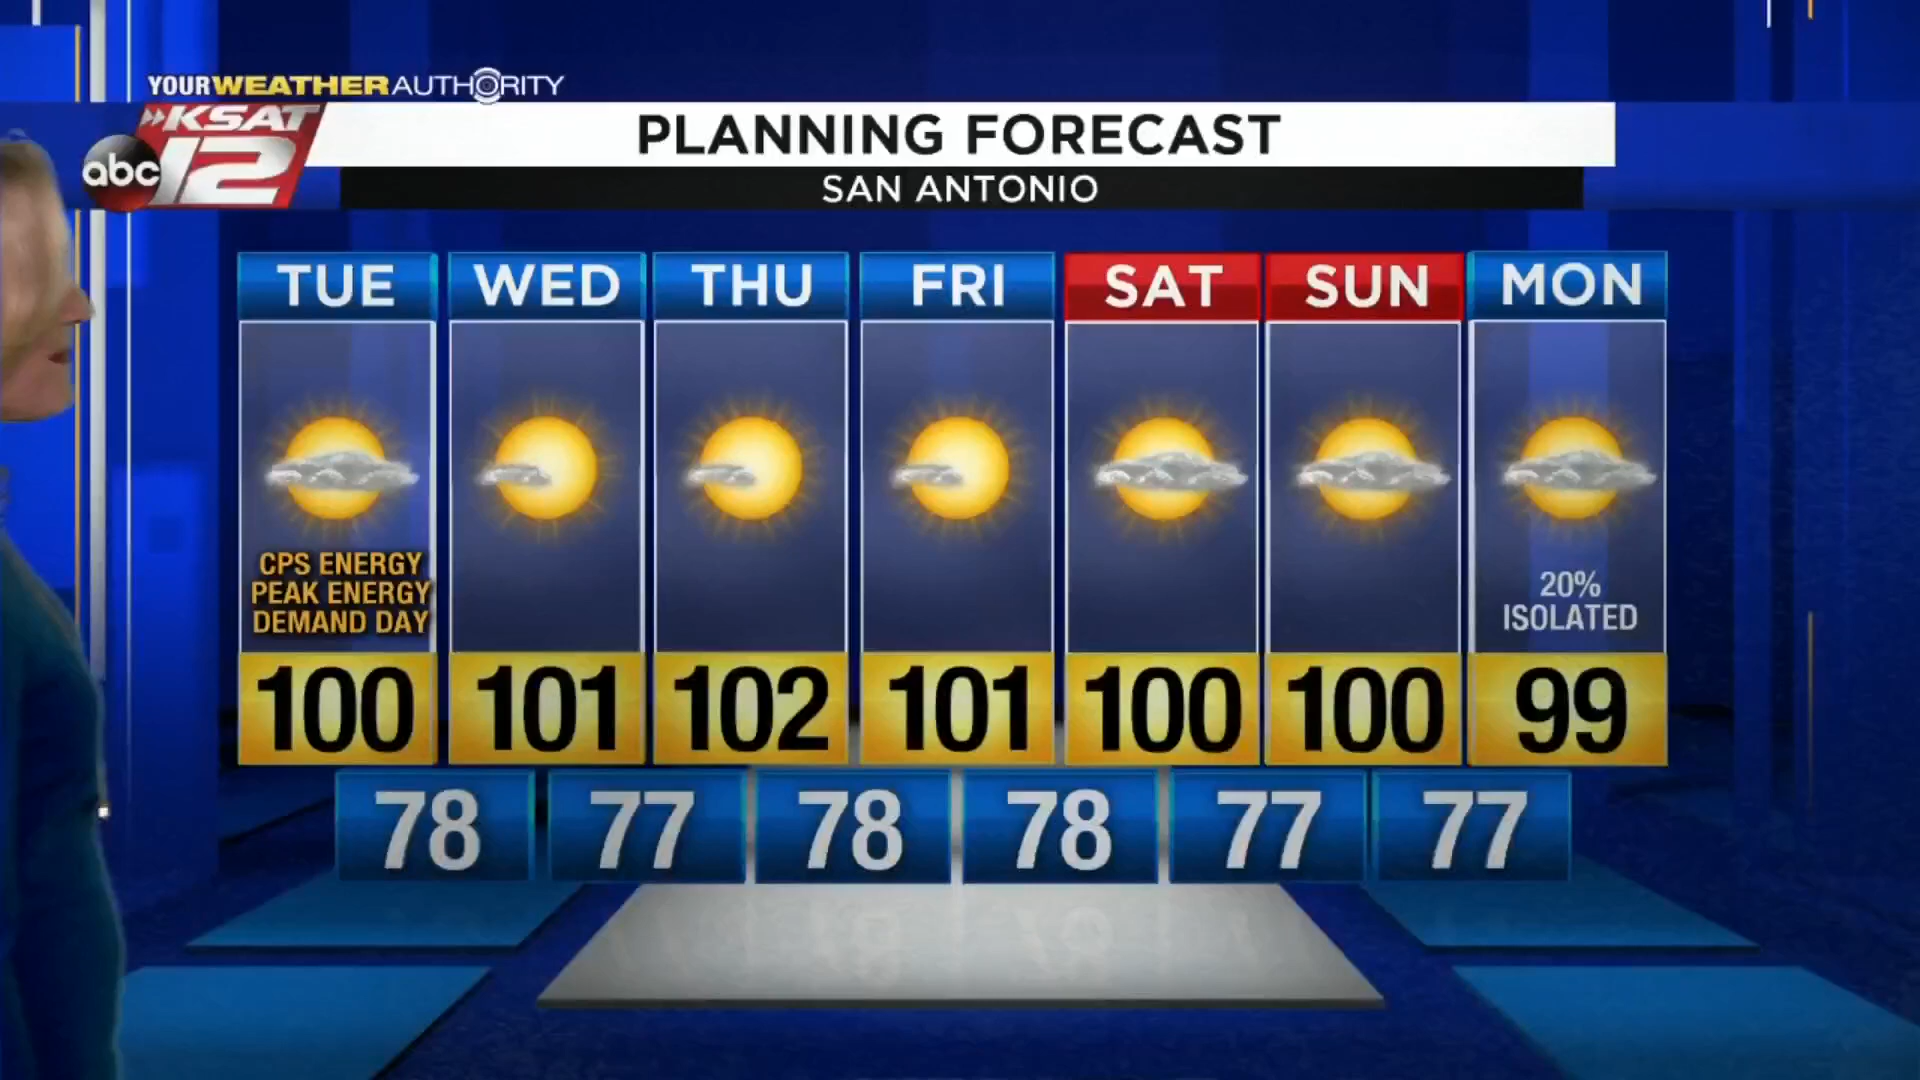 YOURWEATHERAUTHORITY
KSAT
abc 12
PLANNING FORECAST
SAN ANTONIO
TUE WED THU FRI SAT SUN MON
CPS ENERGY
PEAK ENERGY
DEMAND DAY
20%
ISOLATED
100 101 102 101 100 100 99
78 77 78 78 77 77